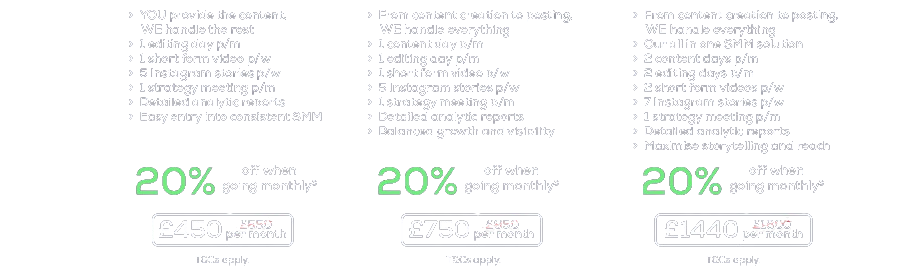 > YOU provide the content,
WE handle the rest
> 1 editing day p/m
> 1 short form video p/w
> 5 Instagram stories p/w
> 1 strategy meeting p/m
> Detailed analytic reports
> Easy entry into consistent SMM
20% off when
going monthly*
£450 per month
T&Cs apply
> From content creation to posting,
WE handle everything
> 1 content day p/m
> 1 editing day p/m
> 1 short form video p/w
> 5 Instagram stories p/w
> 1 strategy meeting p/m
> Detailed analytic reports
> Balanced growth and visibility
20% off when
going monthly*
£750 per month
T&Cs apply
> From content creation to posting,
WE handle everything
> Our all in one SMM solution
> 2 content days p/m
> 2 editing days p/m
> 2 short form videos p/w
> 7 Instagram stories p/w
> 1 strategy meeting p/m
> Detailed analytic reports
> Maximise storytelling and reach
20% off when
going monthly*
£1440 £1800
per month
T&Cs apply